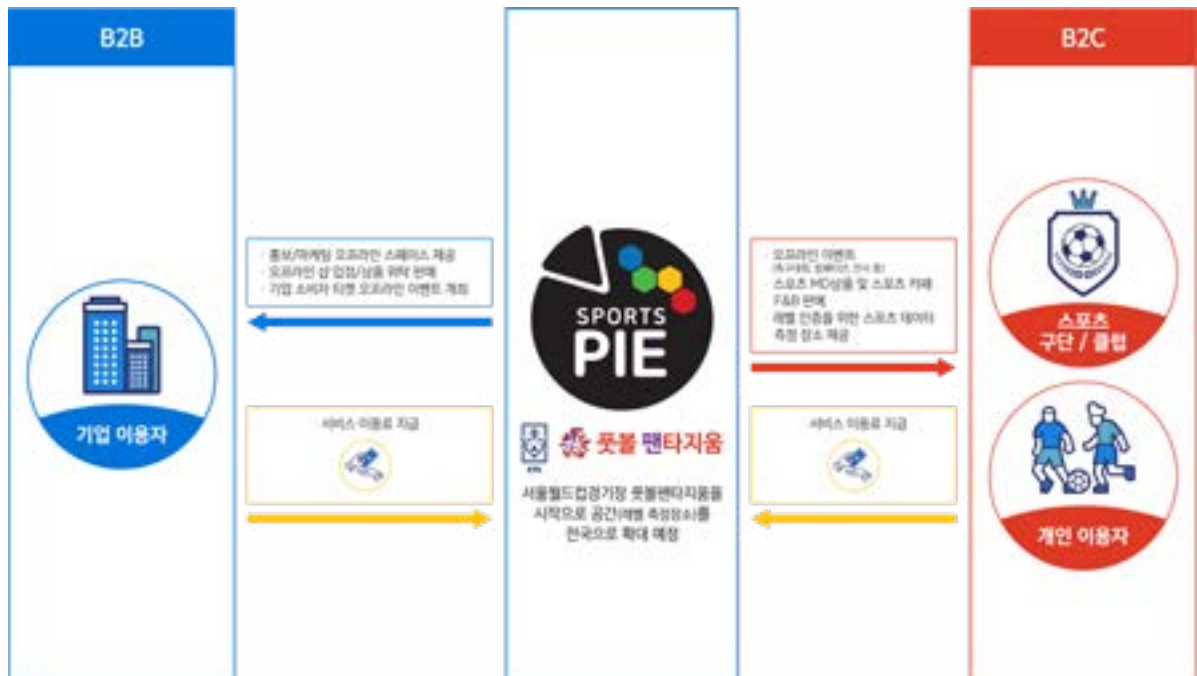 B2B
기업 이용자
· 홍보/마케팅 오프라인 스페이스 제공
· 오프라인 샵 입점/상품 위탁 판매
· 기업 소비자 타겟 오프라인 이벤트 개최
서비스 이용료 지급
SPORTS
PIE
풋볼 팬타지움
서울월드컵경기장 풋볼팬타지움을
시작으로 공간(레벨 측정장소)를
전국으로 확대 예정
· 오프라인 이벤트
· 스포츠 MD상품 및 스포츠 카페
F&B 판매
· 레벨 인증을 위한 스포츠 데이터
측정 장소 제공
서비스 이용료 지급
B2C
스포츠
구단 / 클럽
개인 이용자